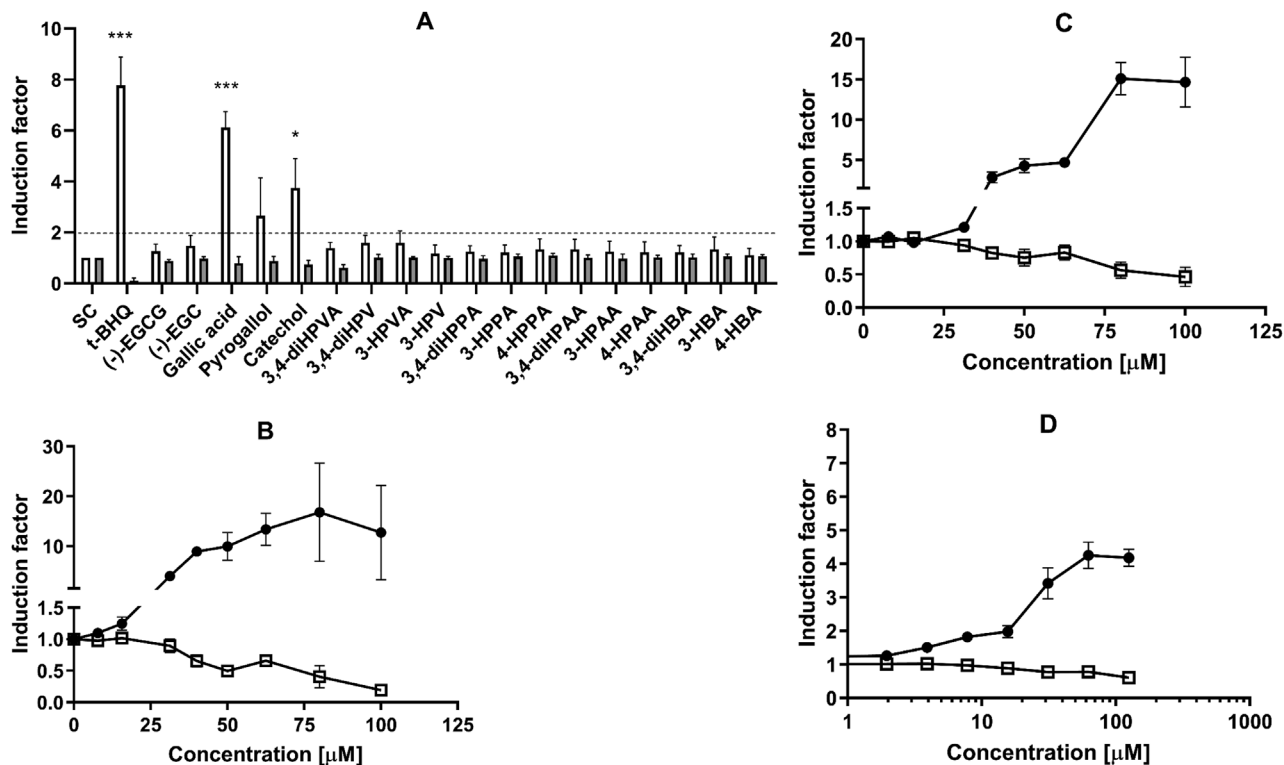 A
Induction factor
10
8
6
4
2
0
***
***
*
SC
t-BHQ
(-)-EGCG
(-)-EGC
Gallic acid
Pyrogallol
Catechol
3,4-diHPVA
3,4-diHPV
3-HPVA
3-HPV
3,4-diHPPA
3-HPPA
4-HPPA
3,4-diHPAA
3-HPAA
4-HPAA
3,4-diHBA
3-HBA
4-HBA
C
Induction factor
20
15
10
5
1.5
1.0
0.5
0.0
0 25 50 75 100 125
Concentration [μM]
B
Induction factor
30
20
10
1.5
1.0
0.5
0.0
0 25 50 75 100 125
Concentration [μM]
D
Induction factor
8
7
6
5
4
3
2
1
0
1 10 100 1000
Concentration [μM]